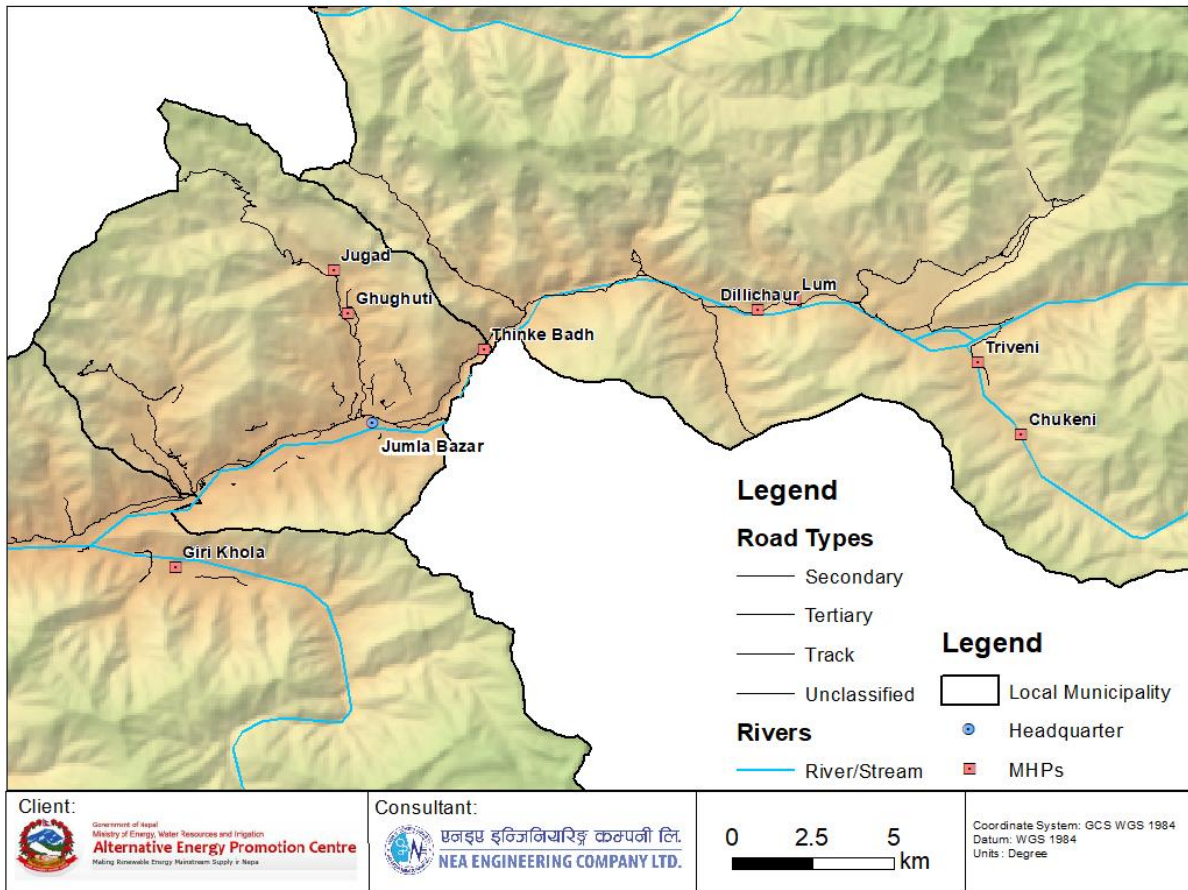 Jugad
Ghughuti
Lum
Dillichaur
Thinke Badh
Triveni
Chukeni
Jumla Bazar
Giri Khola
Legend
Road Types
Secondary
Tertiary
Track
Unclassified
Rivers
River/Stream
Legend
Local Municipality
Headquarter
MHPs
Client:
Government of Nepal
Ministry of Energy, Water Resources and Irrigation
Alternative Energy Promotion Centre
Making Renewable Energy Mainstream Supply in Nepal
Consultant:
एनइए इन्जिनियरिङ्ग कम्पनी लि.
NEA ENGINEERING COMPANY LTD.
0 2.5 5
km
Coordinate System: GCS WGS 1984
Datum: WGS 1984
Units: Degree